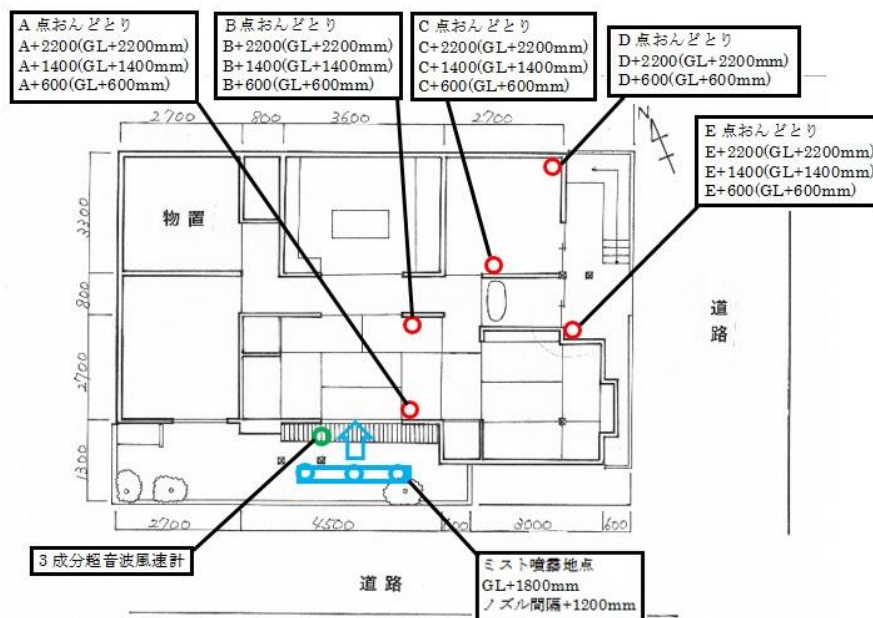 A 点おんどとり
A+2200(GL+2200mm)
A+1400(GL+1400mm)
A+600(GL+600mm)
B 点おんどとり
B+2200(GL+2200mm)
B+1400(GL+1400mm)
B+600(GL+600mm)
C 点おんどとり
C+2200(GL+2200mm)
C+1400(GL+1400mm)
C+600(GL+600mm)
D 点おんどとり
D+2200(GL+2200mm)
D+600(GL+600mm)
E 点おんどとり
E+2200(GL+2200mm)
E+1400(GL+1400mm)
E+600(GL+600mm)
2700 800 3600 2700
N
3300
800
2700
1300
物置
道路
2700 4500 600 3000 600
3 成分超音波風速計
道路
ミスト噴霧地点
GL+1800mm
ノズル間隔+1200mm